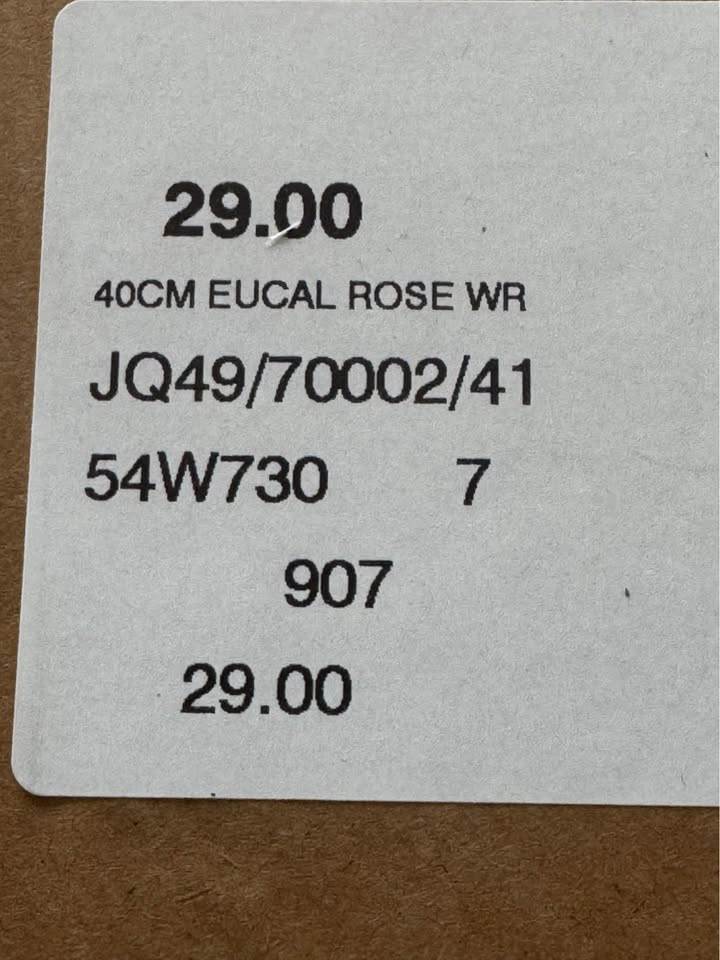 29.00
40CM EUCAL ROSE WR
JQ49/70002/41
54W730 7
907
29.00